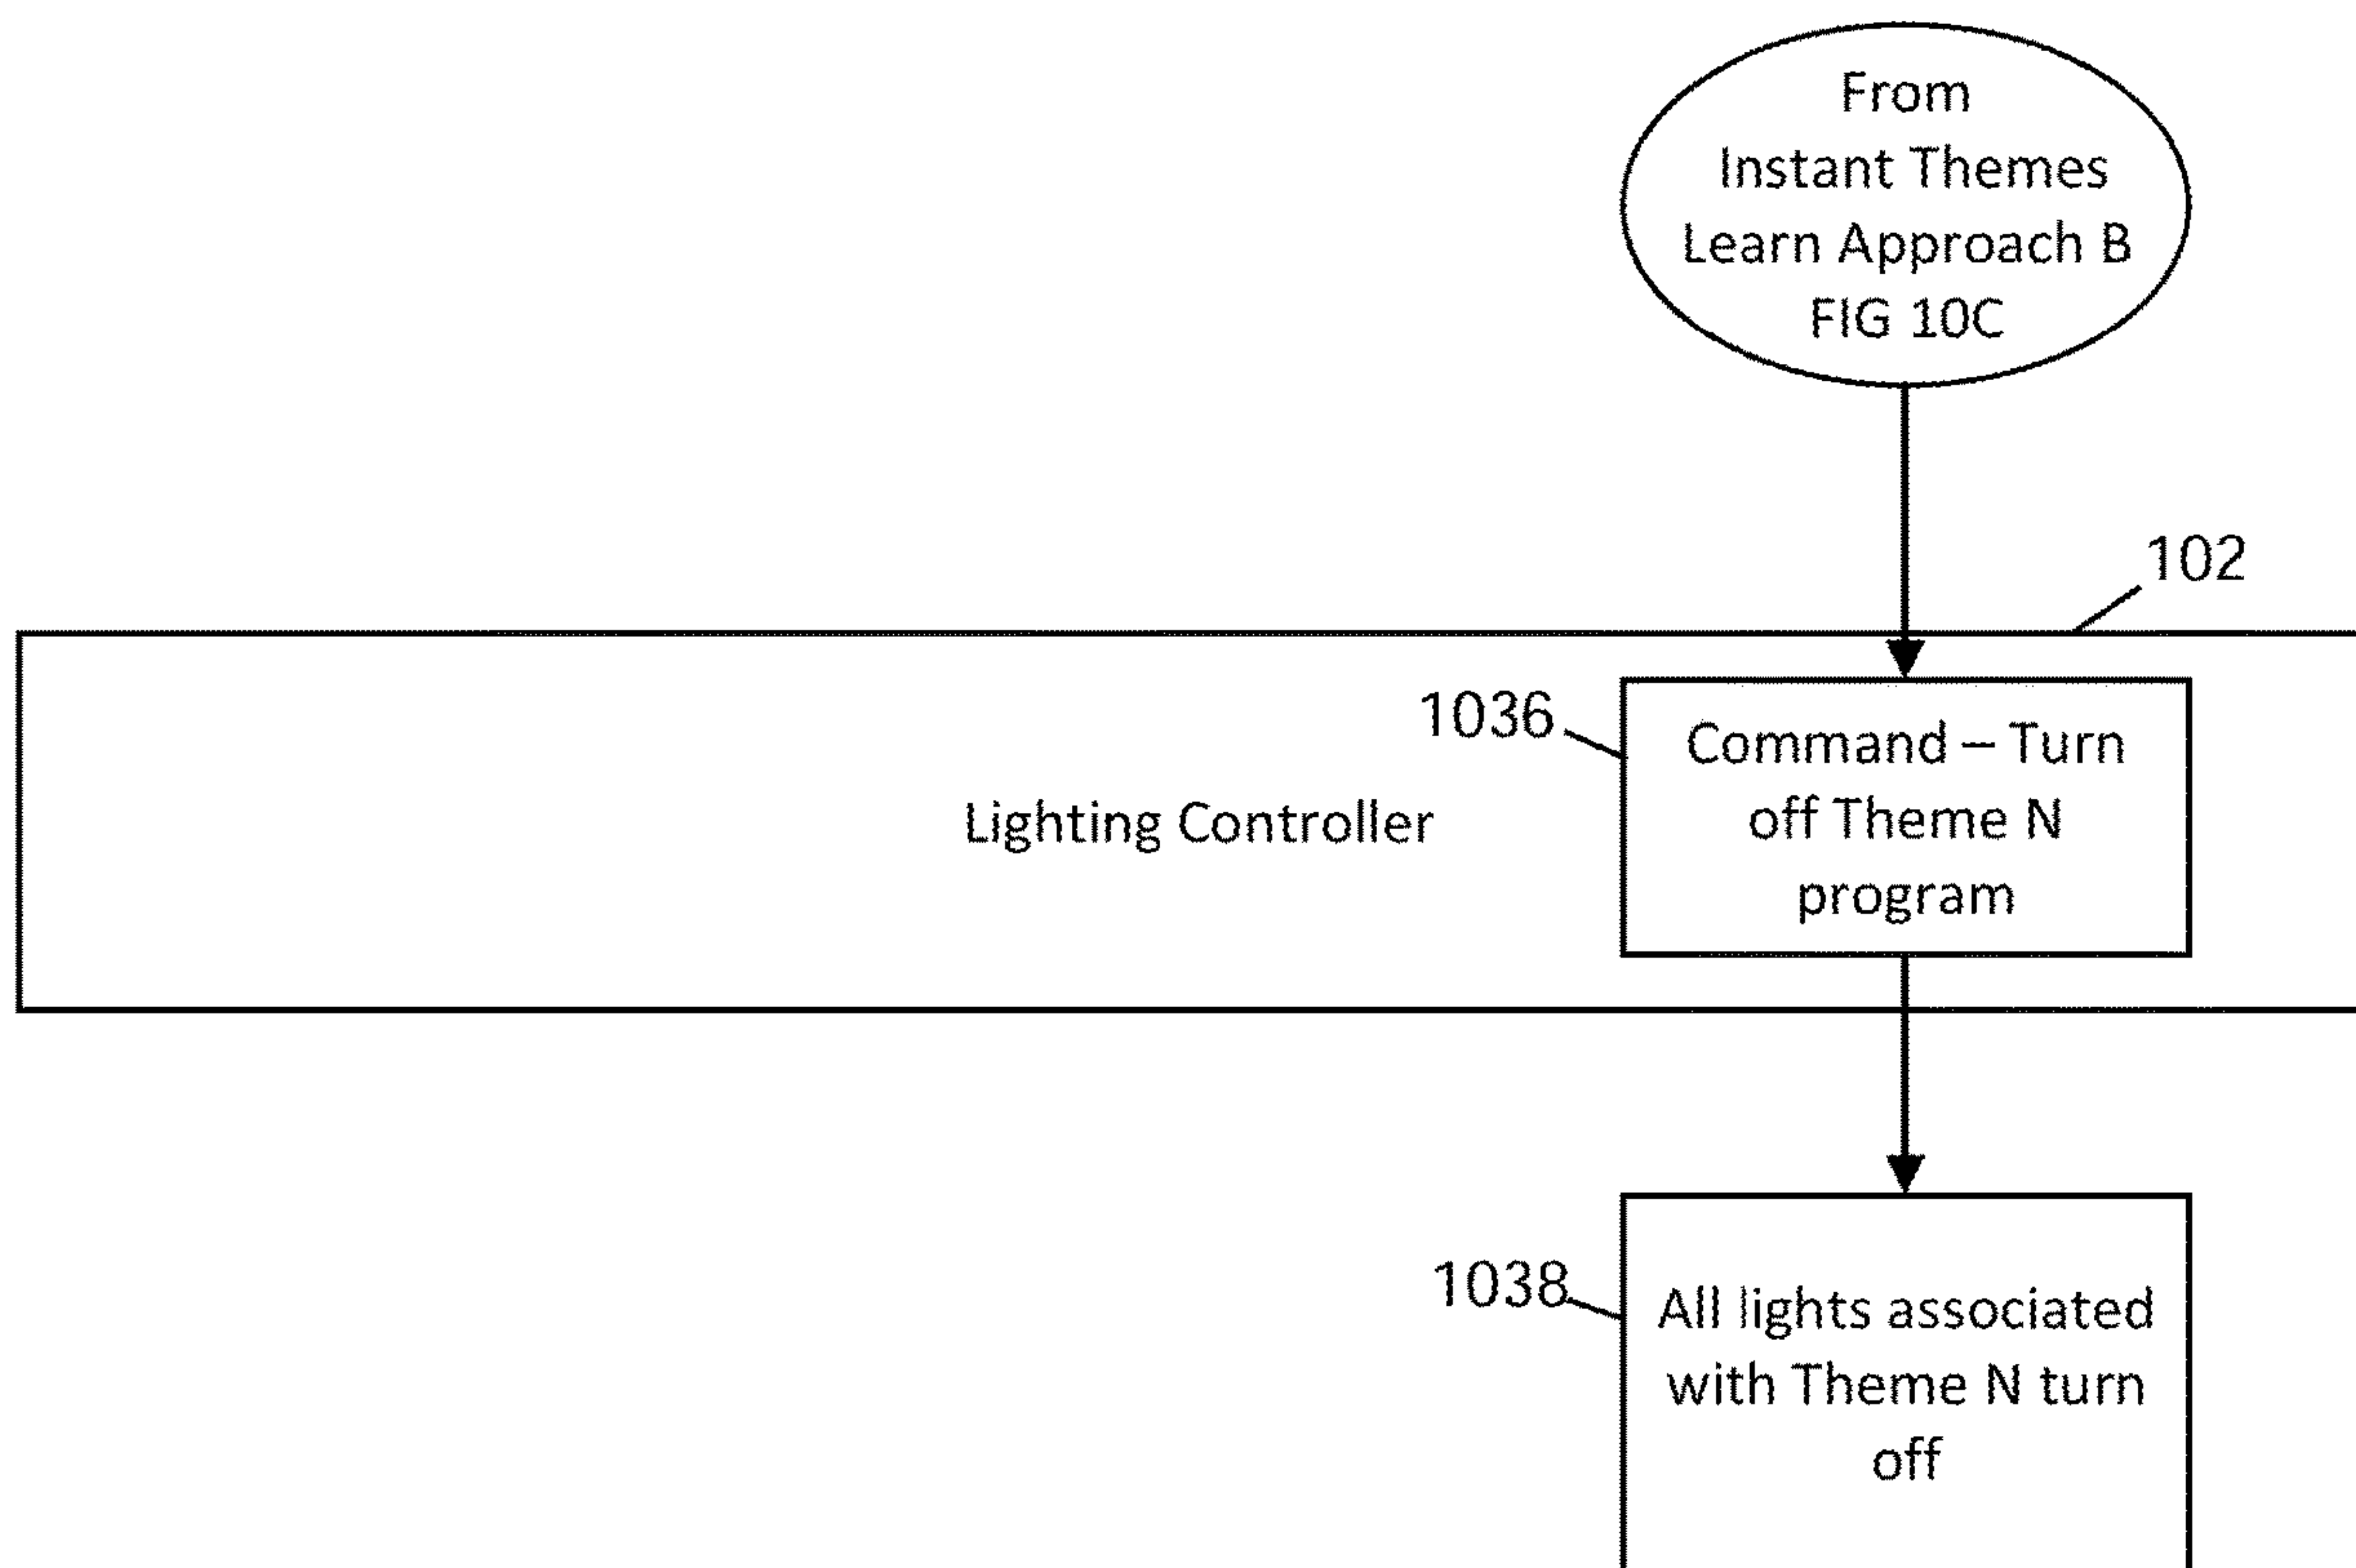 From
Instant Themes
Learn Approach B
FIG 10C
102
1036
Command – Turn
off Theme N
program
Lighting Controller
1038
All lights associated
with Theme N turn
off